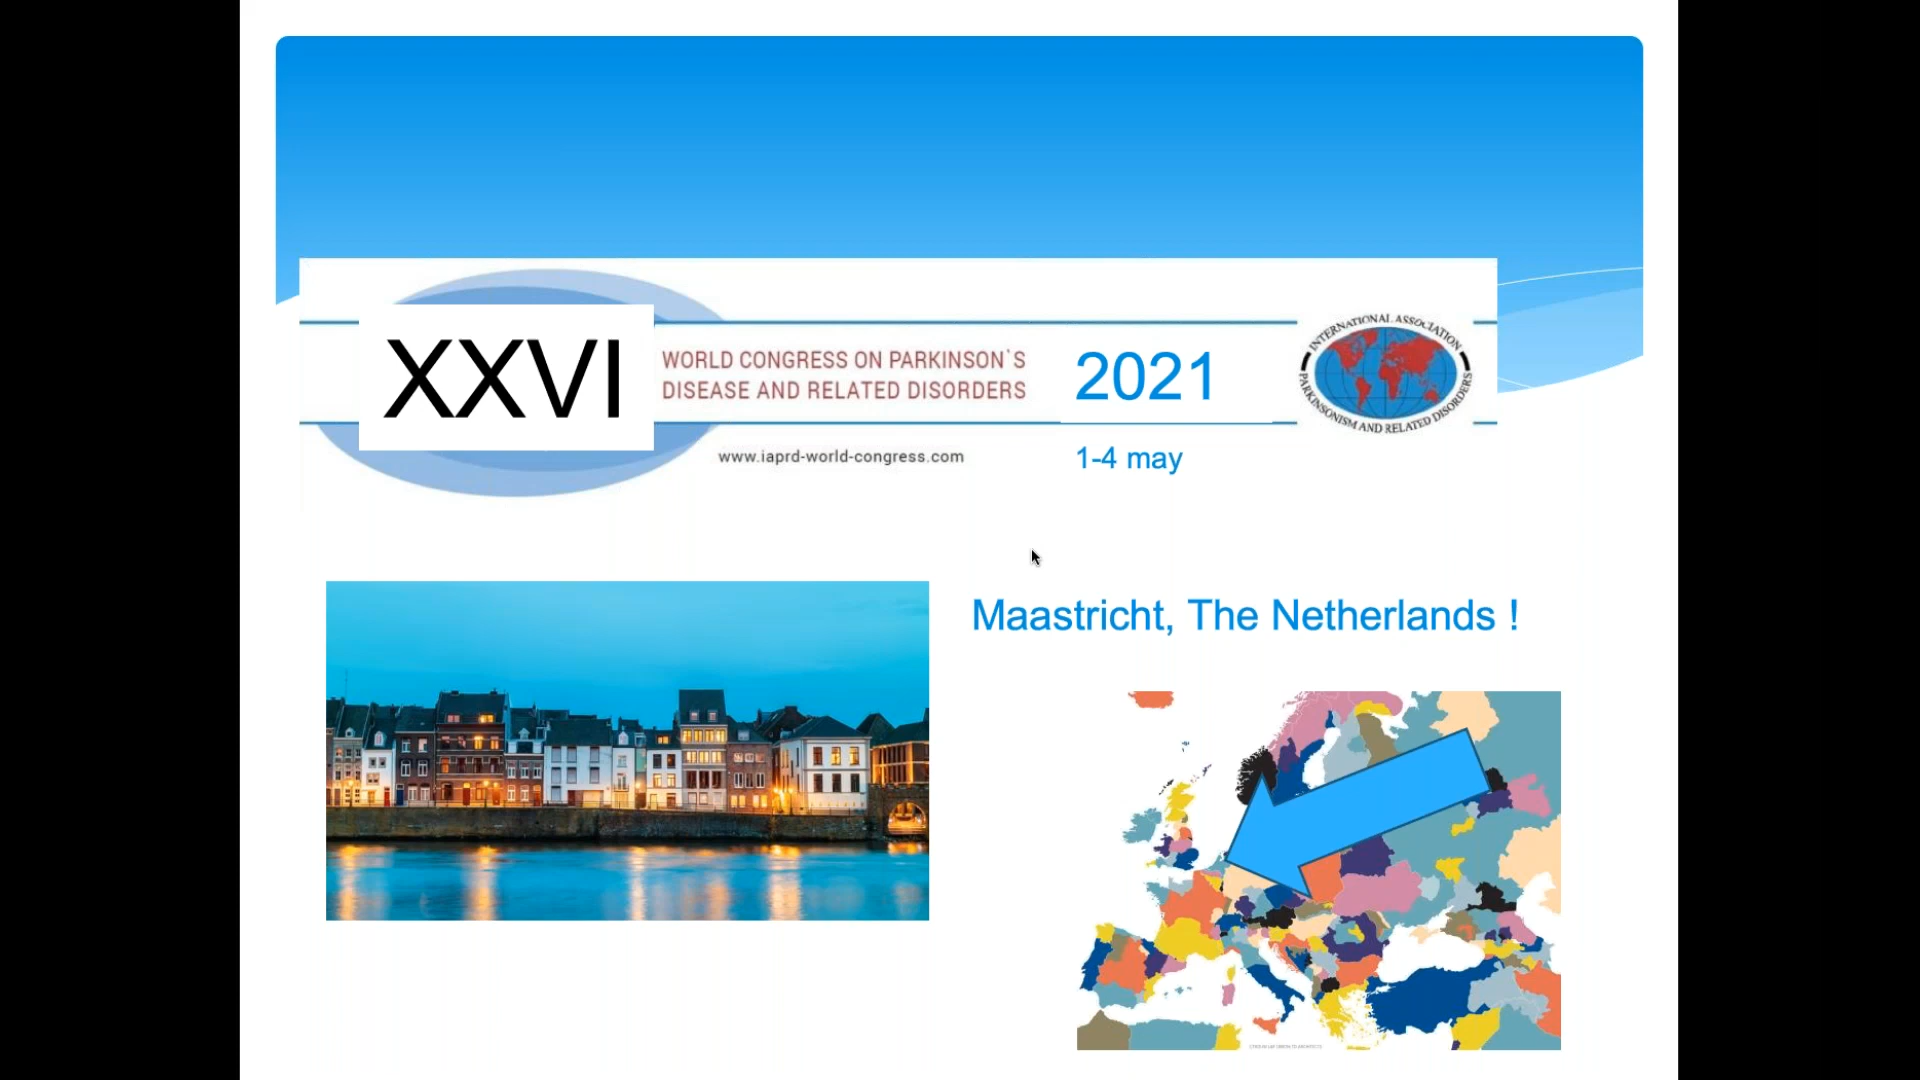 XXVI
WORLD CONGRESS ON PARKINSON`S
DISEASE AND RELATED DISORDERS
2021
INTERNATIONAL ASSOCIATION
PARKINSONISM AND RELATED DISORDERS
www.iaprd-world-congress.com
1-4 may
Maastricht, The Netherlands !